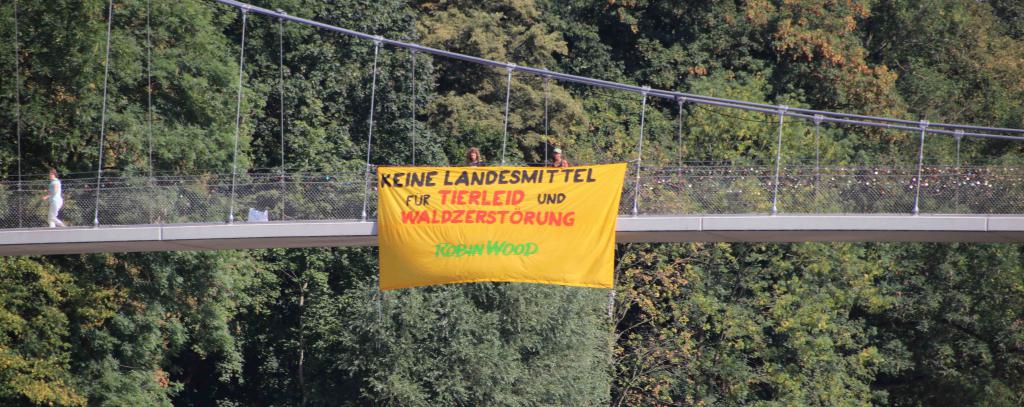 KEINE LANDESMITTEL
FÜR TIERLEID UND
WALDZERSTÖRUNG
ROBIN WOOD